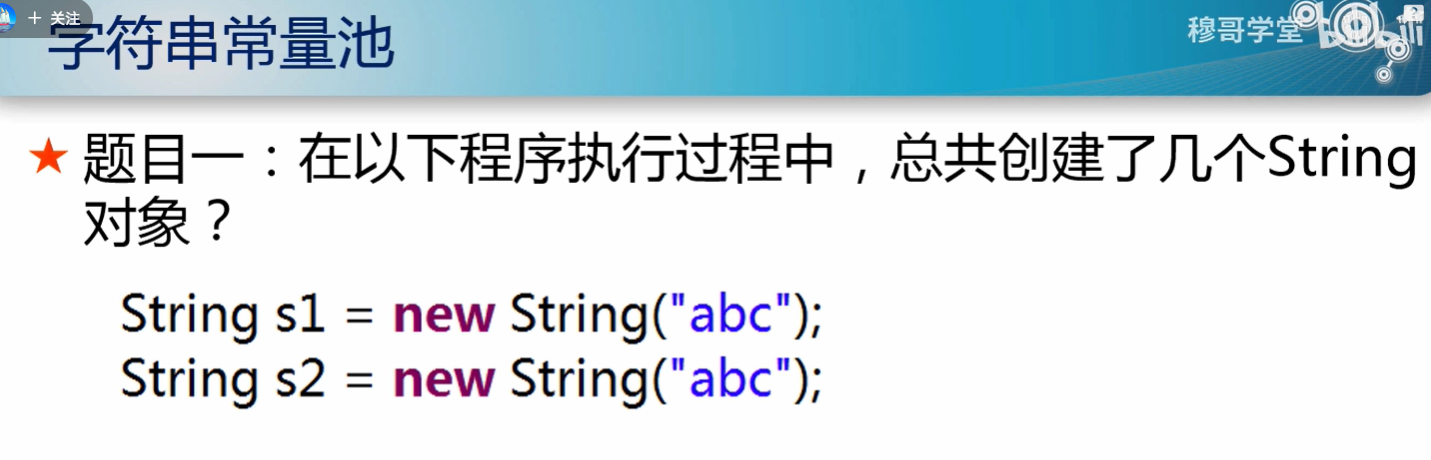 + 关注
字符串常量池
穆哥学堂
bilibili
★ 题目一：在以下程序执行过程中，总共创建了几个String
对象？
String s1 = new String("abc");
String s2 = new String("abc");